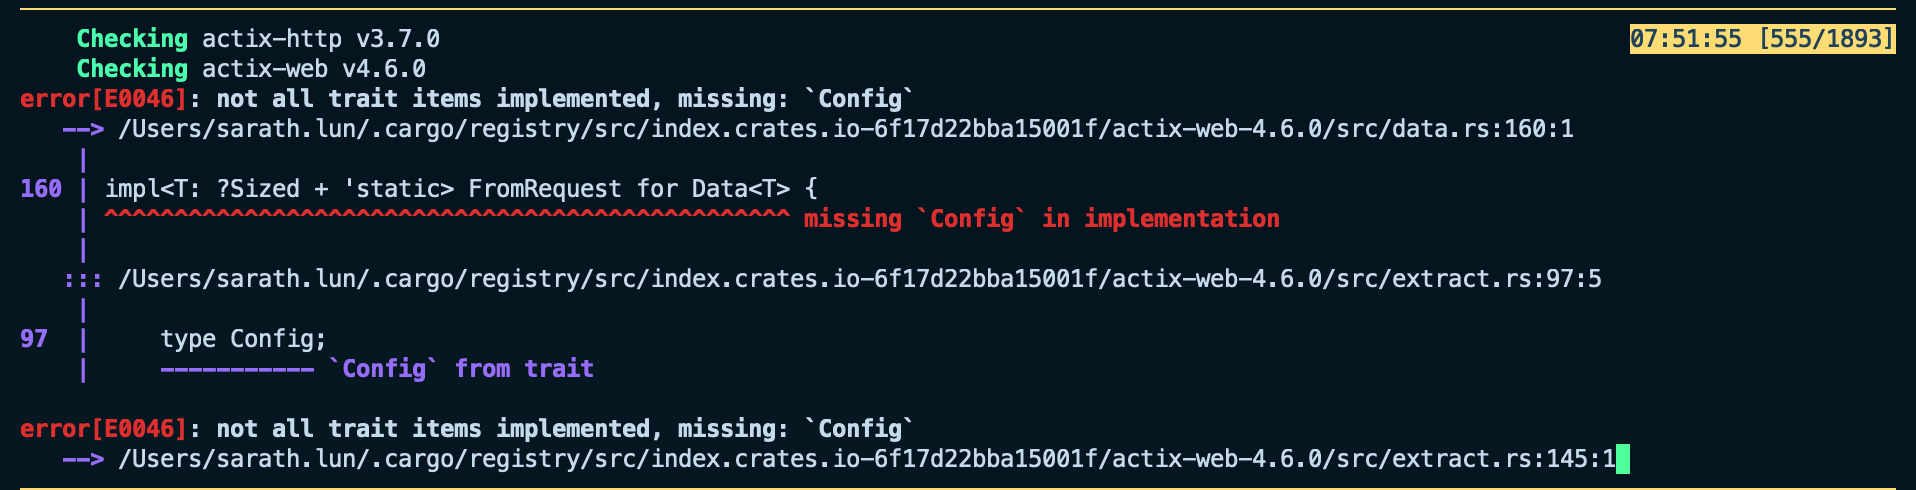 Checking actix-http v3.7.0
07:51:55 [555/1893]
Checking actix-web v4.6.0
error[E0046]: not all trait items implemented, missing: `Config`
--> /Users/sarath.lun/.cargo/registry/src/index.crates.io-6f17d22bba15001f/actix-web-4.6.0/src/data.rs:160:1
|
160 | impl<T: ?Sized + 'static> FromRequest for Data<T> {
| ^^^^^^^^^^^^^^^^^^^^^^^^^^^^^^^^^^^^^^^^^^^^^^^^^ missing `Config` in implementation
|
::: /Users/sarath.lun/.cargo/registry/src/index.crates.io-6f17d22bba15001f/actix-web-4.6.0/src/extract.rs:97:5
|
97 | type Config;
| ----------- `Config` from trait
error[E0046]: not all trait items implemented, missing: `Config`
--> /Users/sarath.lun/.cargo/registry/src/index.crates.io-6f17d22bba15001f/actix-web-4.6.0/src/extract.rs:145:1